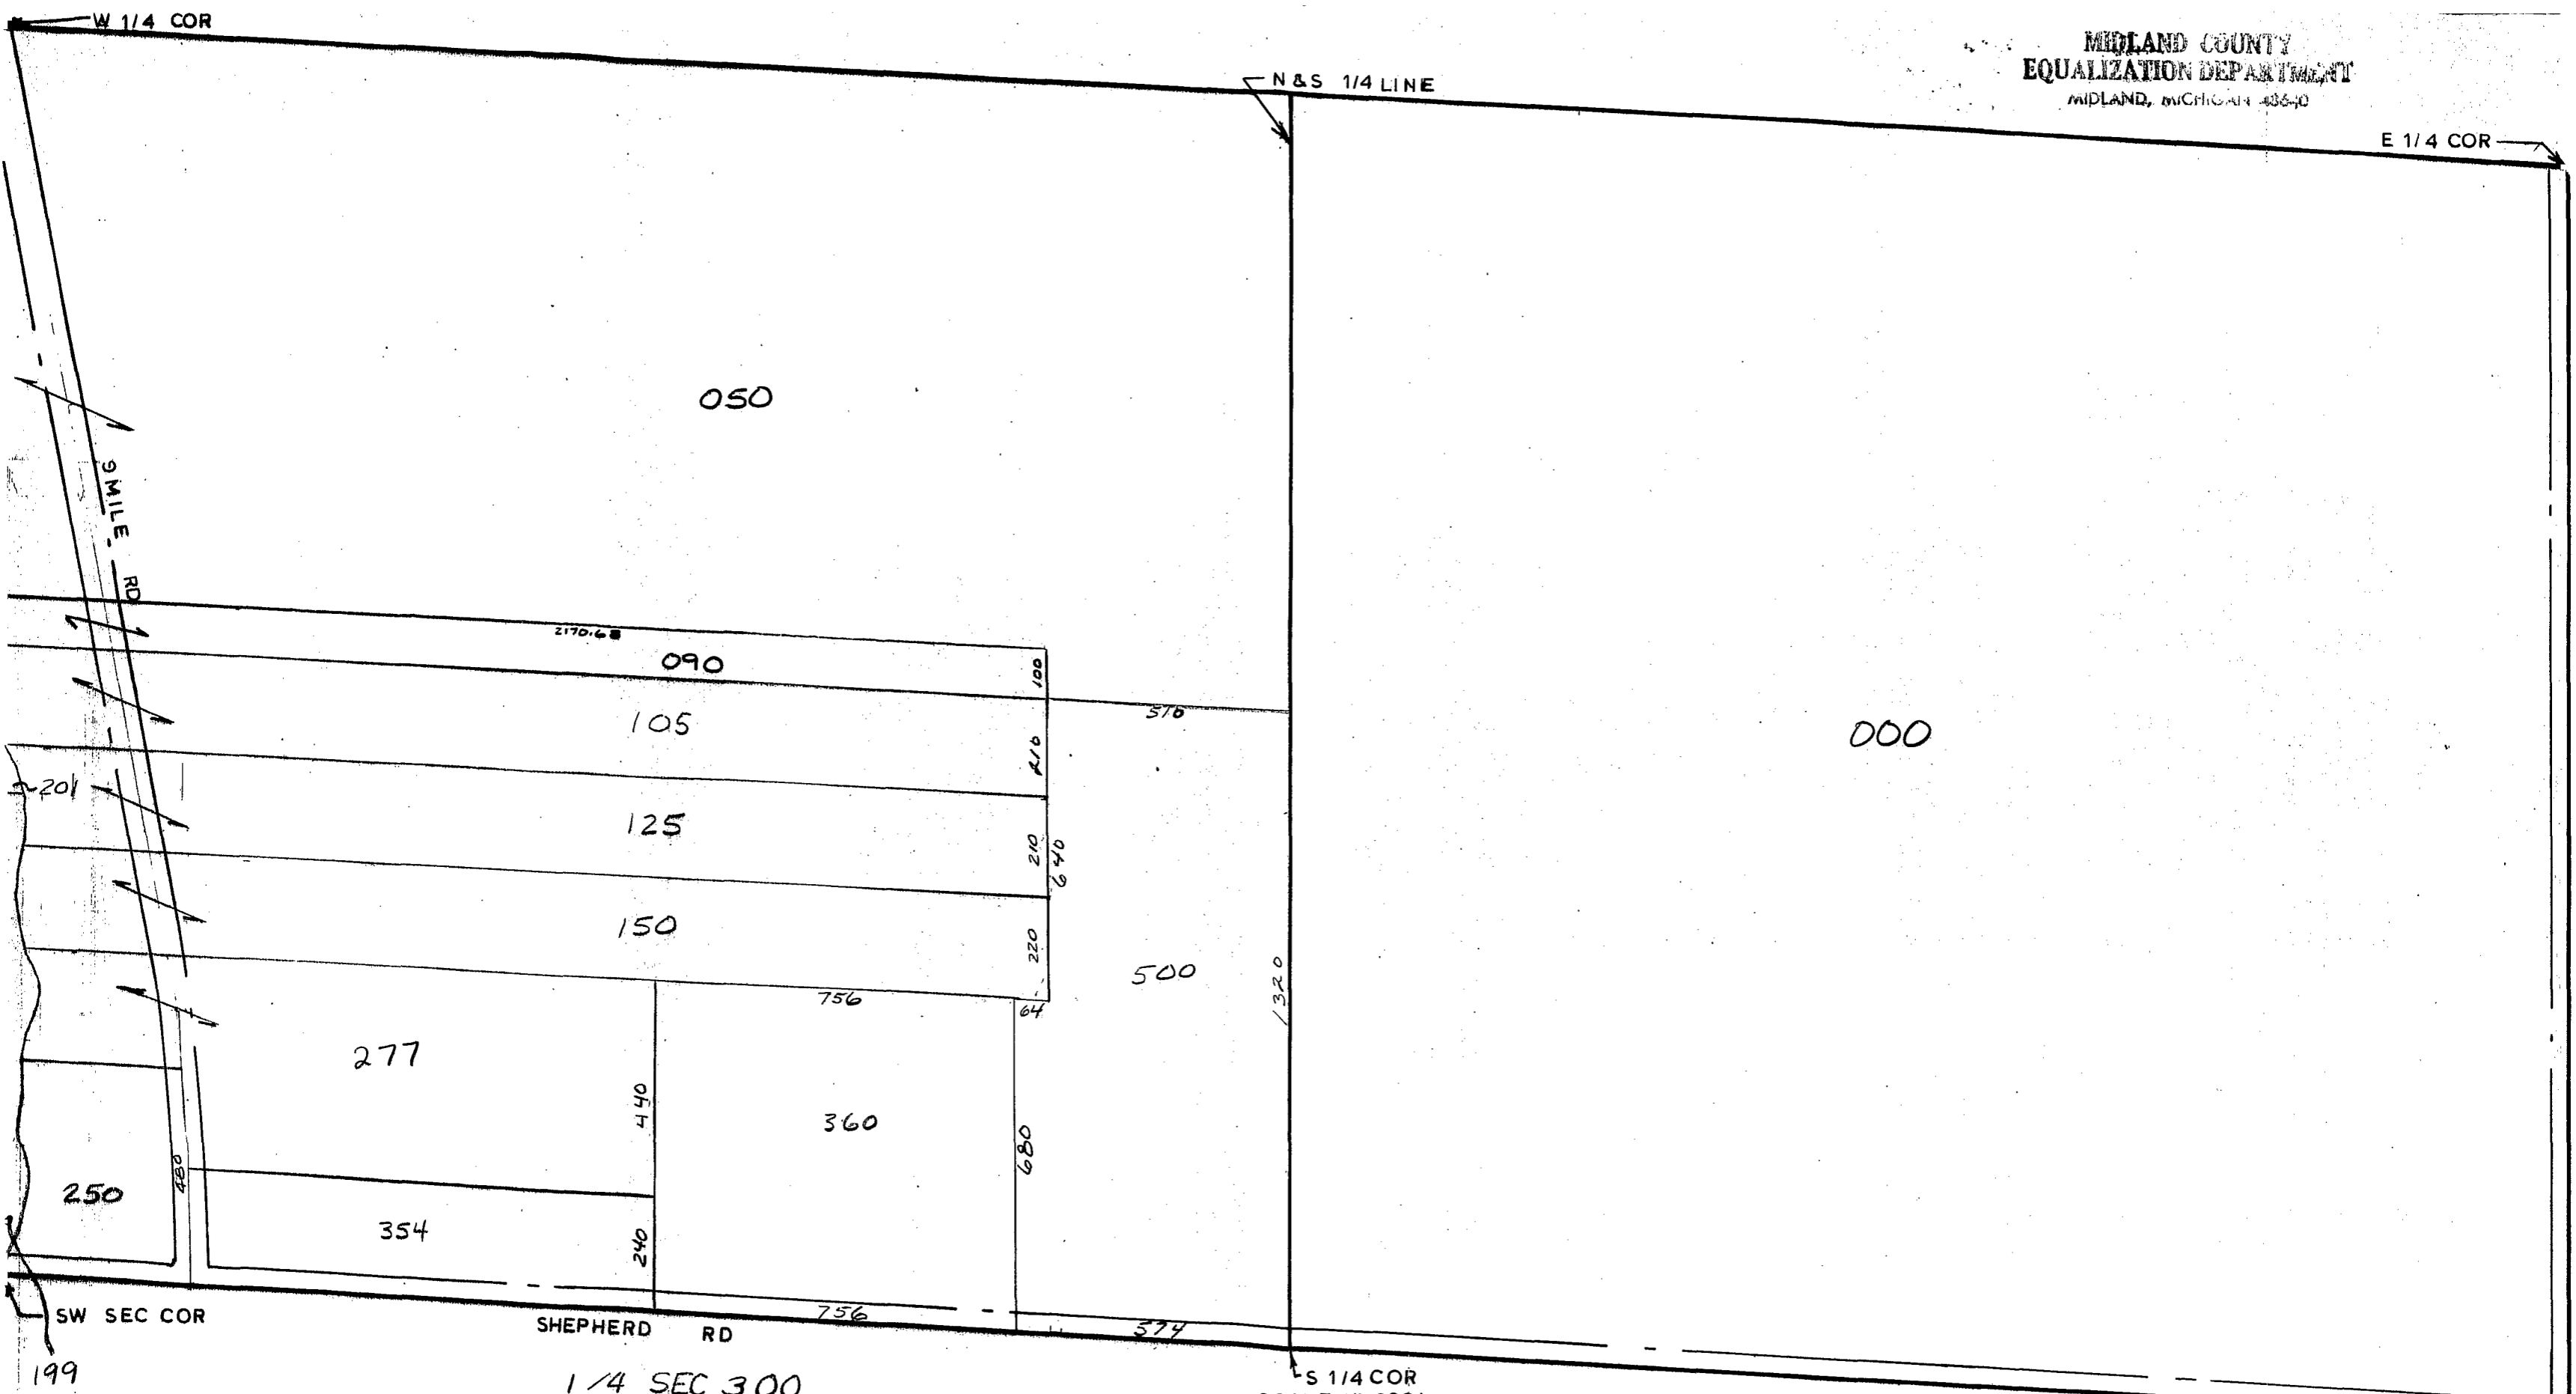 W 1/4 COR
N & S 1/4 LINE
MIDLAND COUNTY
EQUALIZATION DEPARTMENT
MIDLAND, MICHIGAN 48640
E 1/4 COR
050
9 MILE RD
2170.6
090
100
105
516
210
000
201
125
210
640
150
220
500
1320
756
64
277
440
360
680
480
250
354
240
SW SEC COR
756
SHEPHERD RD
574
199
1/4 SEC 300
S 1/4 COR